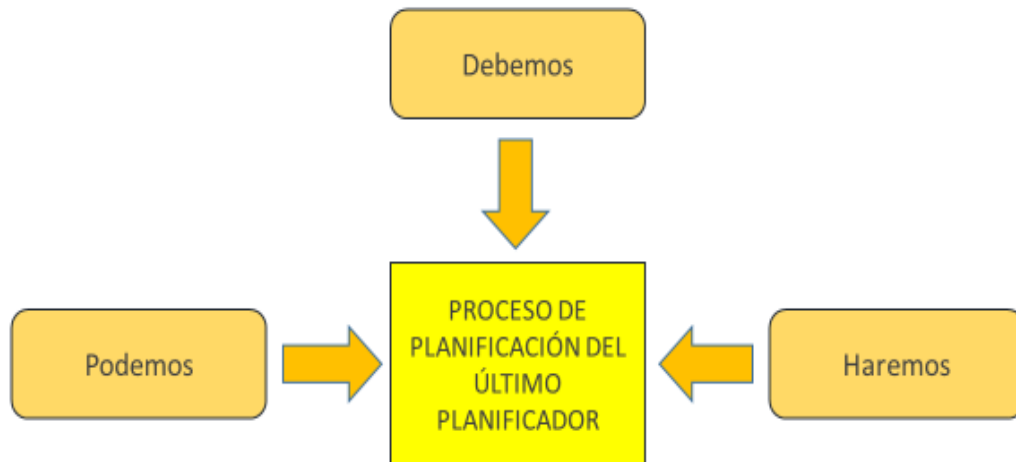 Debemos
PROCESO DE
PLANIFICACIÓN DEL
ÚLTIMO
PLANIFICADOR
Podemos
Haremos